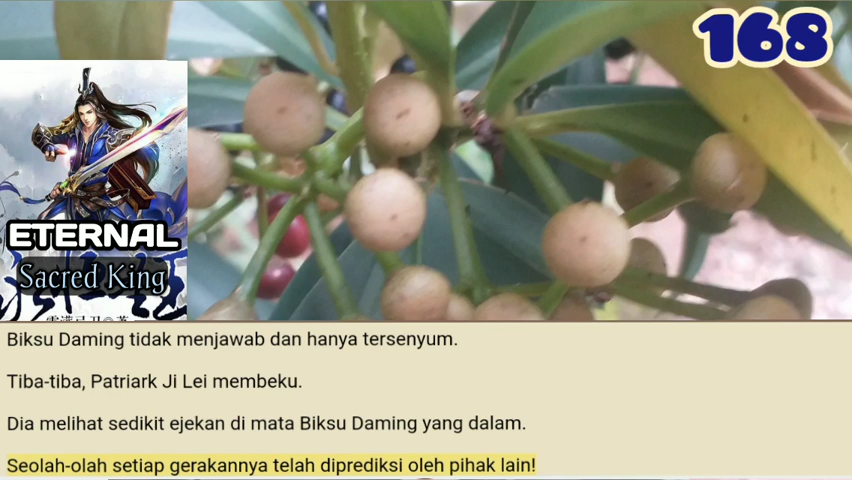 168
ETERNAL
Sacred King
Biksu Daming tidak menjawab dan hanya tersenyum.
Tiba-tiba, Patriark Ji Lei membeku.
Dia melihat sedikit ejekan di mata Biksu Daming yang dalam.
Seolah-olah setiap gerakannya telah diprediksi oleh pihak lain!